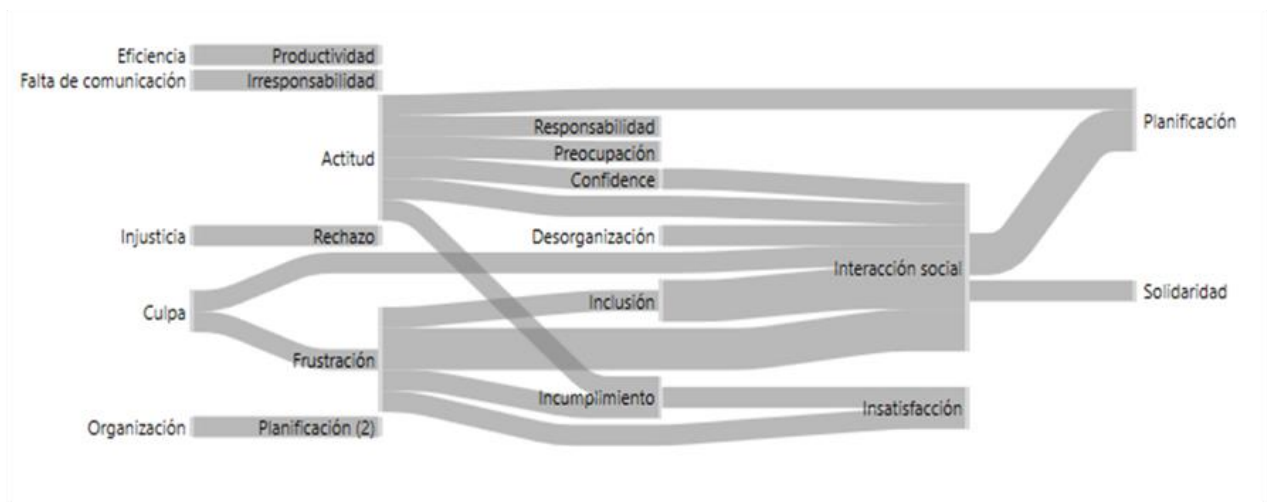 Eficiencia
Productividad
Falta de comunicación
Irresponsabilidad
Planificación
Responsabilidad
Preocupación
Actitud
Confidence
Injusticia
Rechazo
Desorganización
Interacción social
Solidaridad
Inclusión
Culpa
Frustración
Incumplimiento
Insatisfacción
Organización
Planificación (2)